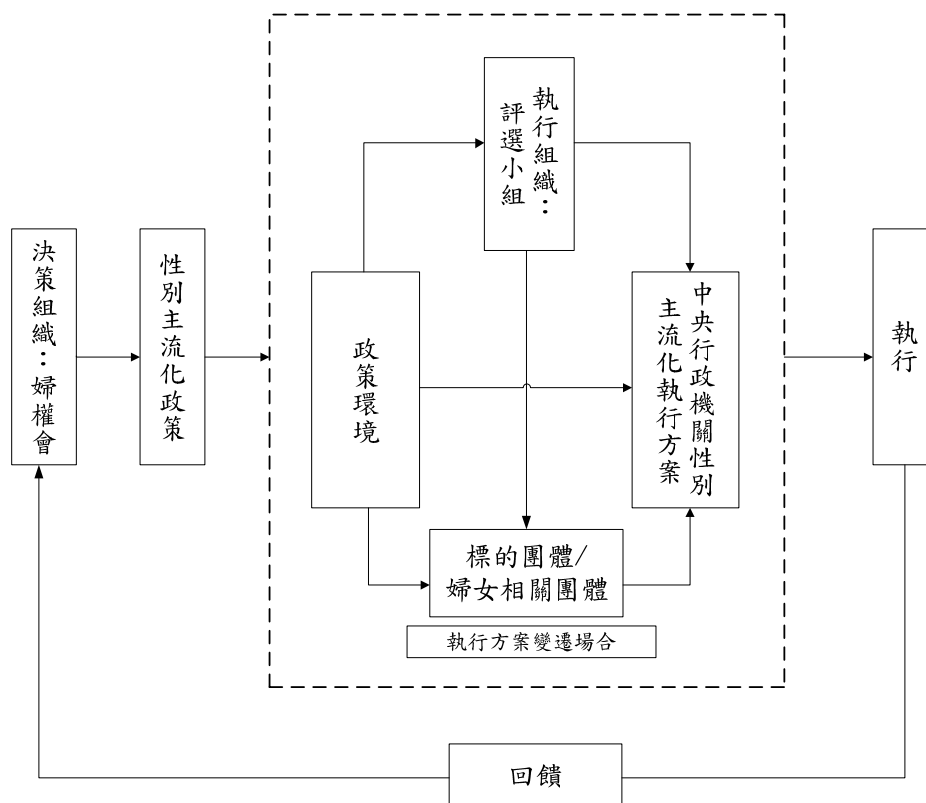 決策組織：婦權會
性別主流化政策
執行組織：
評選小組
政策環境
中央行政機關性別
主流化執行方案
標的團體/
婦女相關團體
執行方案變遷場合
執行
回饋